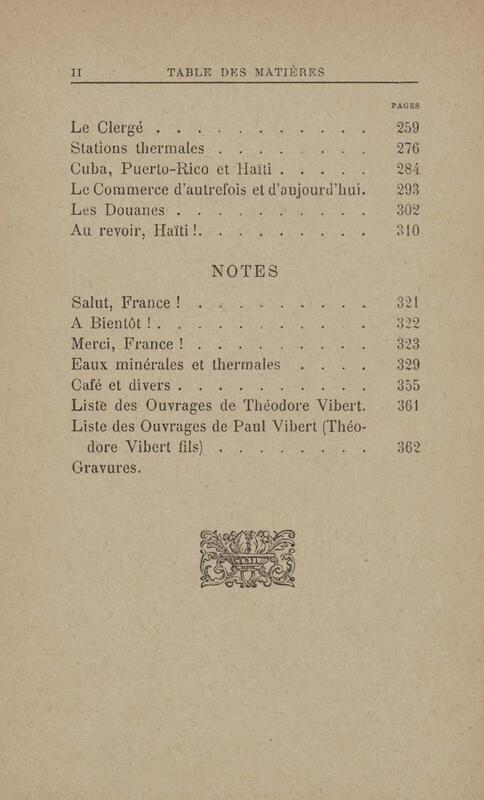 II TABLE DES MATIÈRES
PAGES
Le Clergé . . . . . . . . . . . 259
Stations thermales . . . . . . . . 276
Cuba, Puerto-Rico et Haïti . . . . . 284
Le Commerce d'autrefois et d'aujourd'hui. 293
Les Douanes . . . . . . . . . . 302
Au revoir, Haïti !. . . . . . . . . 310
NOTES
Salut, France ! . . . . . . . . . 321
A Bientôt ! . . . . . . . . . . . 322
Merci, France ! . . . . . . . . . 323
Eaux minérales et thermales . . . . 329
Café et divers . . . . . . . . . . 355
Liste des Ouvrages de Théodore Vibert. 361
Liste des Ouvrages de Paul Vibert (Théo-
dore Vibert fils) . . . . . . . . 362
Gravures.